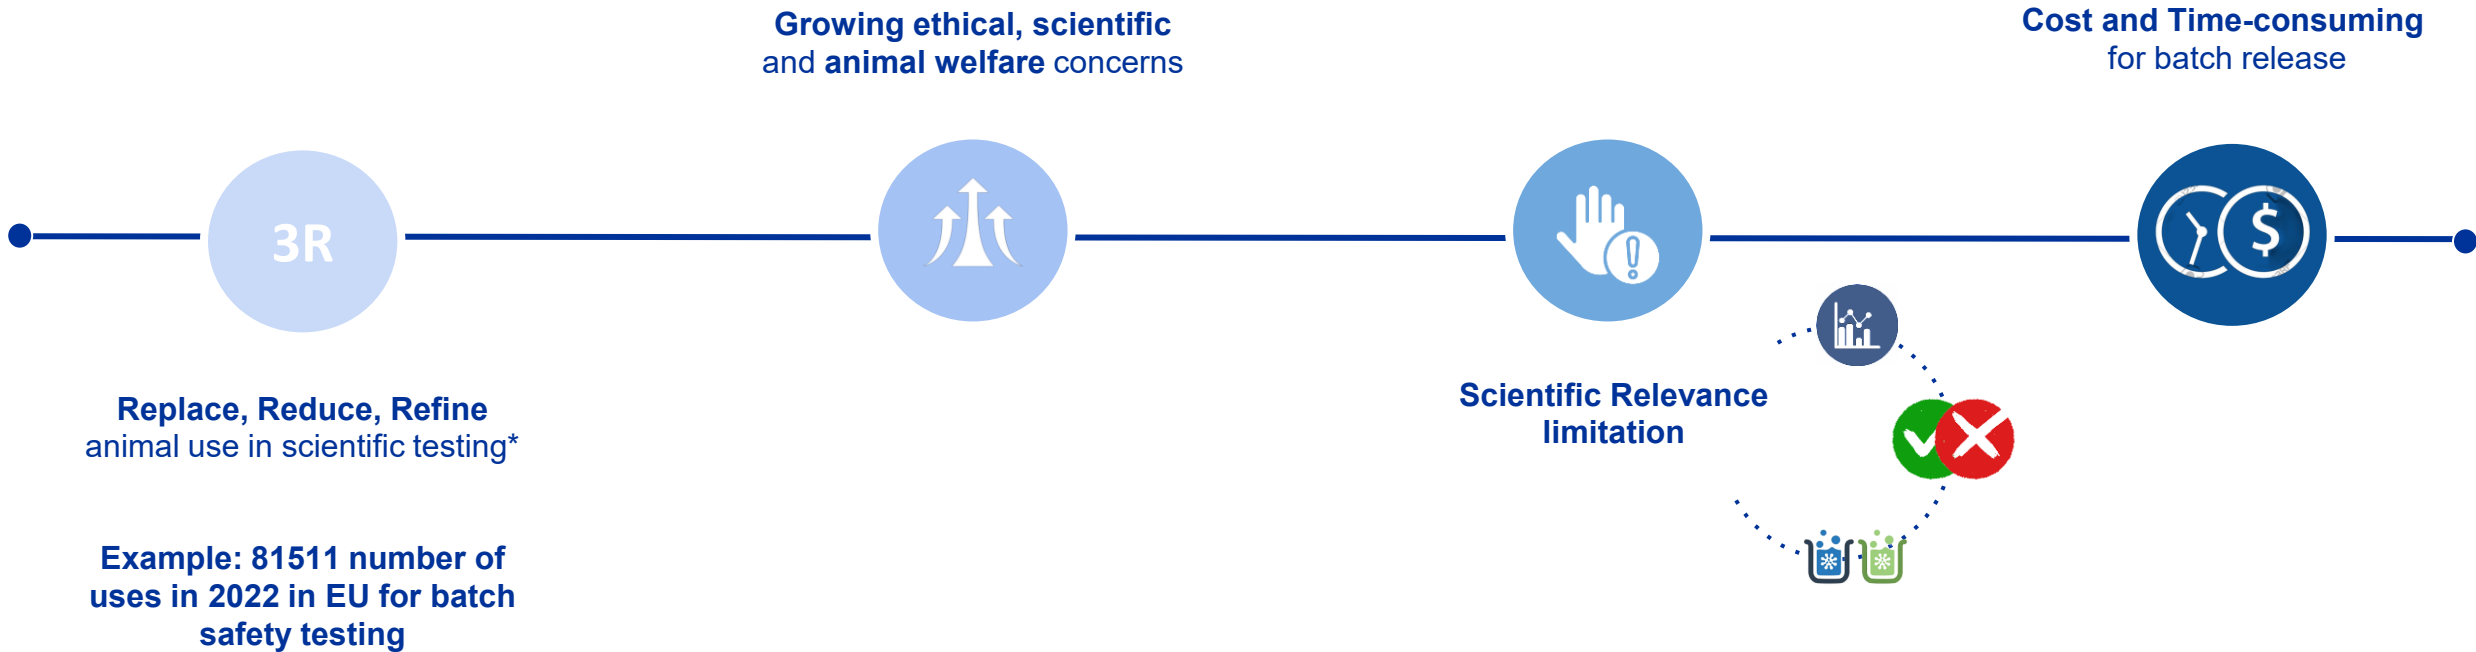 Growing ethical, scientific
and animal welfare concerns
Cost and Time-consuming
for batch release
3R
$
Replace, Reduce, Refine
animal use in scientific testing*
Scientific Relevance
limitation
Example: 81511 number of
uses in 2022 in EU for batch
safety testing